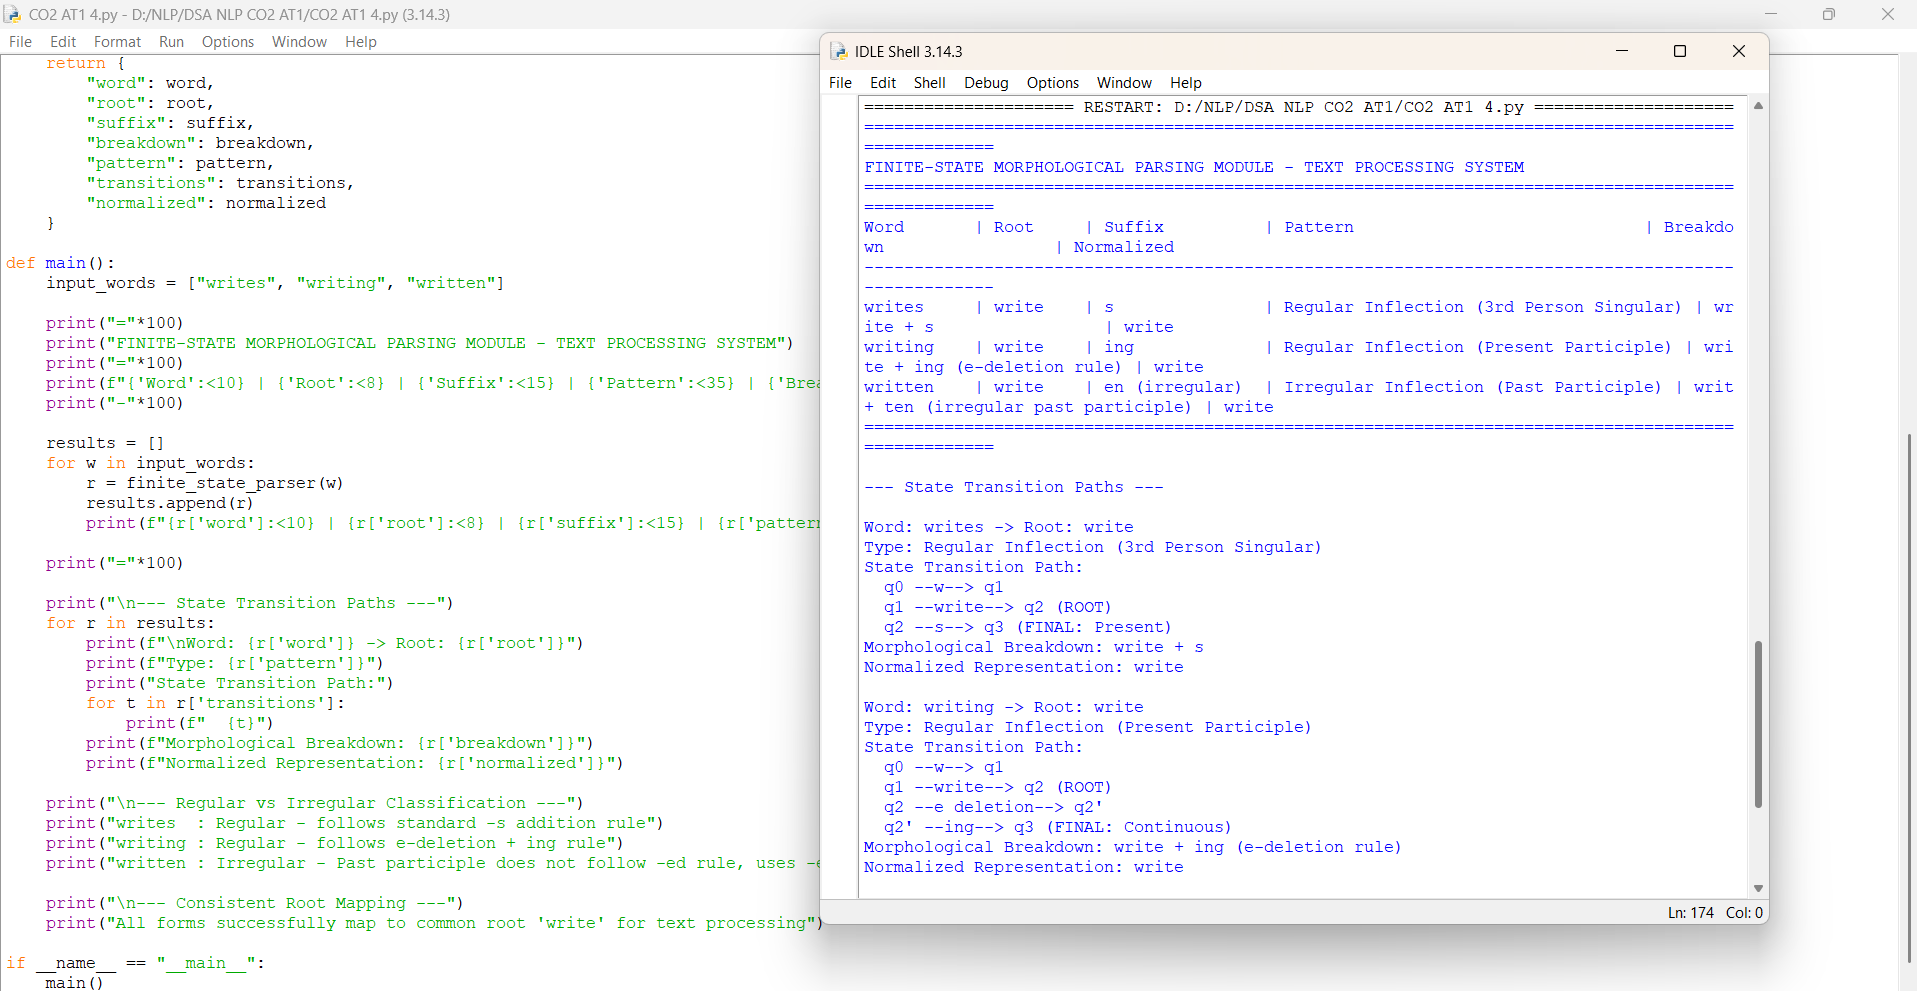 CO2 AT1 4.py - D:/NLP/DSA NLP CO2 AT1/CO2 AT1 4.py (3.14.3)
File Edit Format Run Options Window Help
    return {
        "word": word,
        "root": root,
        "suffix": suffix,
        "breakdown": breakdown,
        "pattern": pattern,
        "transitions": transitions,
        "normalized": normalized
    }
def main():
    input_words = ["writes", "writing", "written"]
    print("="*100)
    print("FINITE-STATE MORPHOLOGICAL PARSING MODULE - TEXT PROCESSING SYSTEM")
    print("="*100)
    print(f"{'Word':<10} | {'Root':<8} | {'Suffix':<15} | {'Pattern':<35} | {'Brea
    print("-"*100)
    results = []
    for w in input_words:
        r = finite_state_parser(w)
        results.append(r)
        print(f"{r['word']:<10} | {r['root']:<8} | {r['suffix']:<15} | {r['pattern
    print("="*100)
    print("\n--- State Transition Paths ---")
    for r in results:
        print(f"\nWord: {r['word']} -> Root: {r['root']}")
        print(f"Type: {r['pattern']}")
        print("State Transition Path:")
        for t in r['transitions']:
            print(f"  {t}")
        print(f"Morphological Breakdown: {r['breakdown']}")
        print(f"Normalized Representation: {r['normalized']}")
    print("\n--- Regular vs Irregular Classification ---")
    print("writes  : Regular - follows standard -s addition rule")
    print("writing : Regular - follows e-deletion + ing rule")
    print("written : Irregular - Past participle does not follow -ed rule, uses -e
    print("\n--- Consistent Root Mapping ---")
    print("All forms successfully map to common root 'write' for text processing")
if __name__ == "__main__":
    main()
IDLE Shell 3.14.3
File Edit Shell Debug Options Window Help
===================== RESTART: D:/NLP/DSA NLP CO2 AT1/CO2 AT1 4.py ====================
=======================================================================================
=============
FINITE-STATE MORPHOLOGICAL PARSING MODULE - TEXT PROCESSING SYSTEM
=======================================================================================
=============
Word       | Root     | Suffix          | Pattern                             | Breakdo
wn                 | Normalized
---------------------------------------------------------------------------------------
-------------
writes     | write    | s               | Regular Inflection (3rd Person Singular) | wr
ite + s                 | write
writing    | write    | ing             | Regular Inflection (Present Participle) | wri
te + ing (e-deletion rule) | write
written    | write    | en (irregular)  | Irregular Inflection (Past Participle) | writ
+ ten (irregular past participle) | write
=======================================================================================
=============
--- State Transition Paths ---
Word: writes -> Root: write
Type: Regular Inflection (3rd Person Singular)
State Transition Path:
  q0 --w--> q1
  q1 --write--> q2 (ROOT)
  q2 --s--> q3 (FINAL: Present)
Morphological Breakdown: write + s
Normalized Representation: write
Word: writing -> Root: write
Type: Regular Inflection (Present Participle)
State Transition Path:
  q0 --w--> q1
  q1 --write--> q2 (ROOT)
  q2 --e deletion--> q2'
  q2' --ing--> q3 (FINAL: Continuous)
Morphological Breakdown: write + ing (e-deletion rule)
Normalized Representation: write
Ln: 174 Col: 0